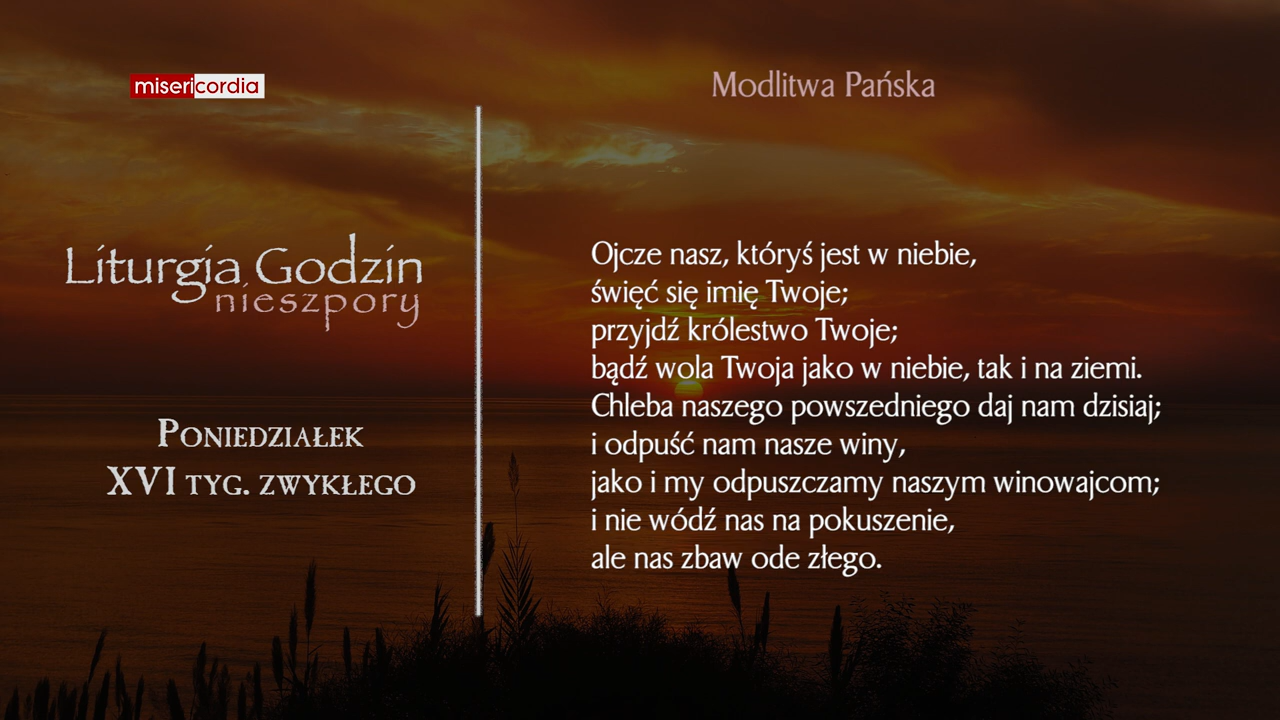 misericordia
Liturgia Godzin
nieszpory
Poniedziałek
XVI tyg. zwykłego
Modlitwa Pańska
Ojcze nasz, któryś jest w niebie,
święć się imię Twoje;
przyjdź królestwo Twoje;
bądź wola Twoja jako w niebie, tak i na ziemi.
Chleba naszego powszedniego daj nam dzisiaj;
i odpuść nam nasze winy,
jako i my odpuszczamy naszym winowajcom;
i nie wódź nas na pokuszenie,
ale nas zbaw ode złego.